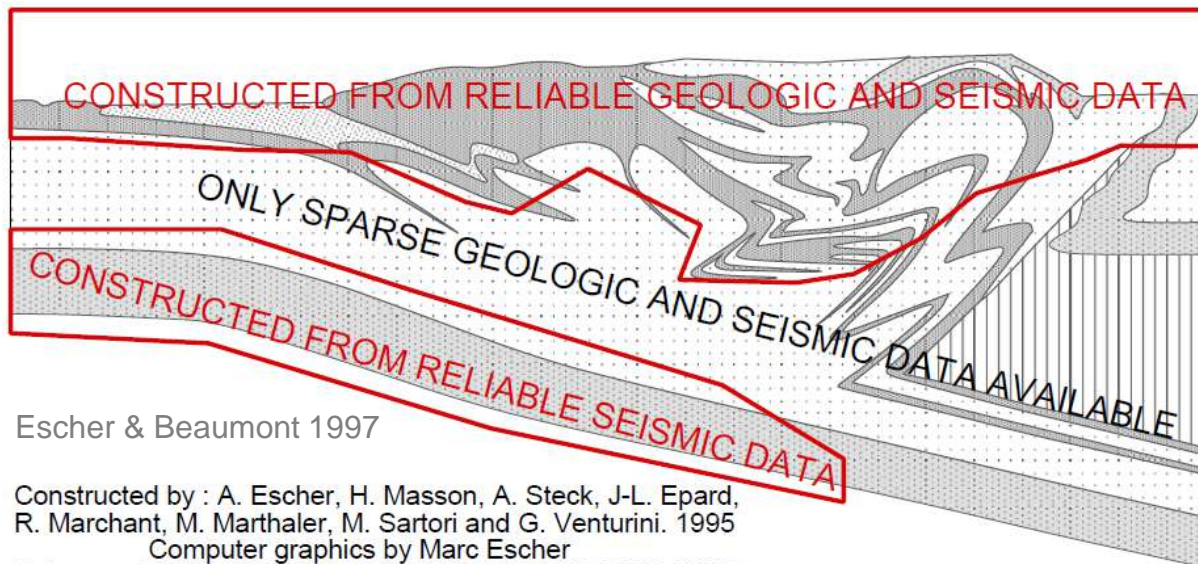 CONSTRUCTED FROM RELIABLE GEOLOGIC AND SEISMIC DATA
ONLY SPARSE GEOLOGIC AND SEISMIC DATA AVAILABLE
CONSTRUCTED FROM RELIABLE SEISMIC DATA
Escher & Beaumont 1997
Constructed by : A. Escher, H. Masson, A. Steck, J-L. Epard,
R. Marchant, M. Marthaler, M. Sartori and G. Venturini. 1995
Computer graphics by Marc Escher